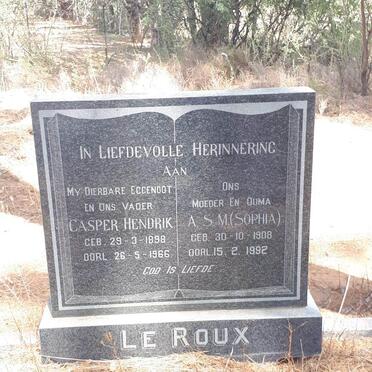 In Liefdevolle Herinnering
Aan
My Dierbare Eggenoot
En Ons Vader
Casper Hendrik
Geb. 29-3-1898
Oorl. 26-5-1966
Ons
Moeder En Ouma
A. S. M. (Sophia)
Geb. 30-10-1908
Oorl. 15. 2. 1992
God Is Liefde
Le Roux